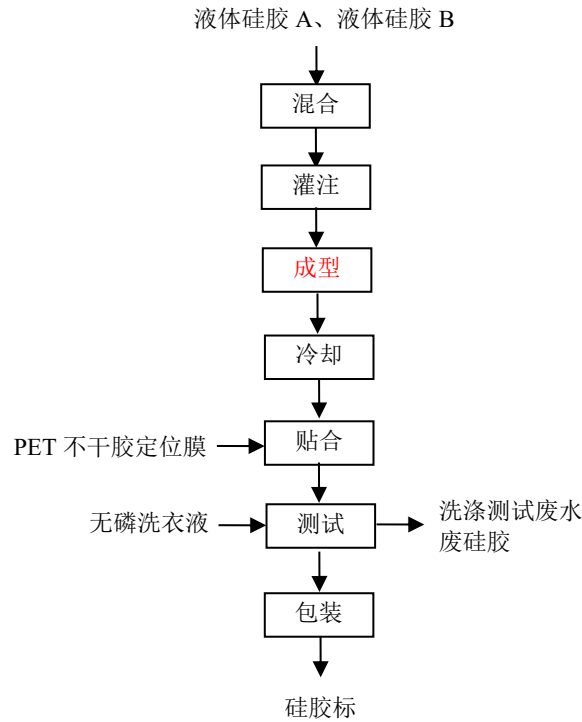 液体硅胶 A、液体硅胶 B
混合
灌注
成型
冷却
PET 不干胶定位膜
贴合
无磷洗衣液
测试
洗涤测试废水
废硅胶
包装
硅胶标